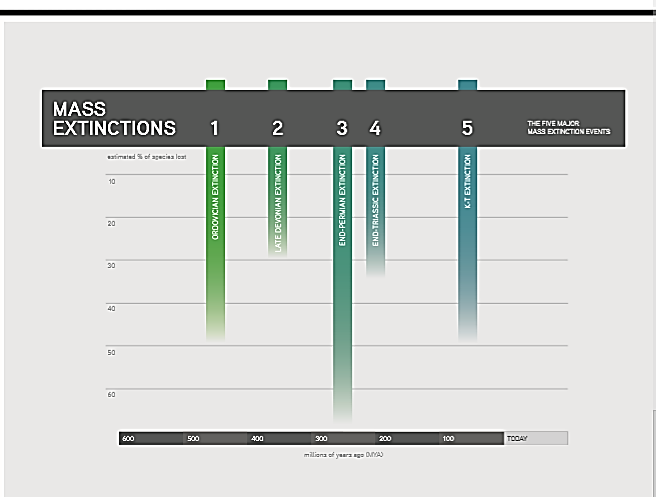 MASS
EXTINCTIONS
1
2
3
4
5
THE FIVE MAJOR
MASS EXTINCTION EVENTS
estimated % of species lost
10
20
30
40
50
60
ORDOVICIAN EXTINCTION
LATE DEVONIAN EXTINCTION
END-PERMIAN EXTINCTION
END-TRIASSIC EXTINCTION
K-T EXTINCTION
600
500
400
300
200
100
TODAY
millions of years ago (MYA)